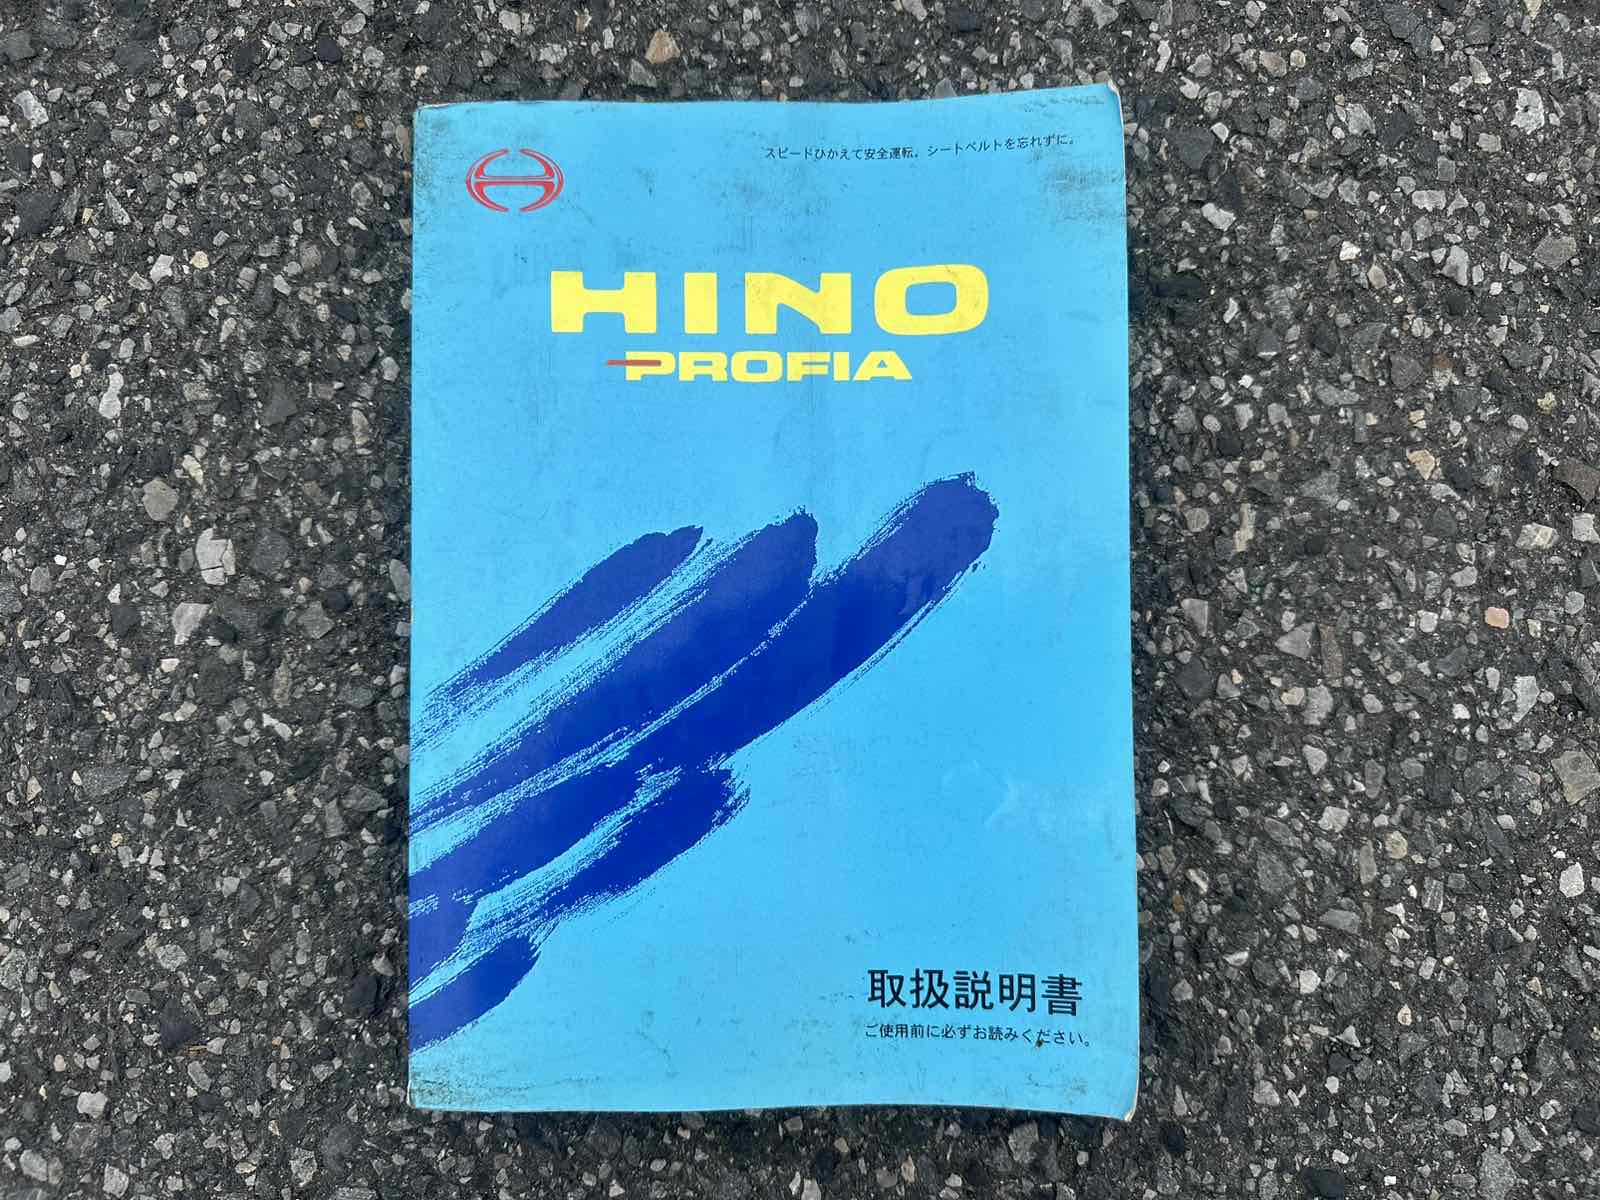 スピードひかえて安全運転。シートベルトを忘れずに。
HINO
PROFIA
取扱説明書
ご使用前に必ずお読みください。